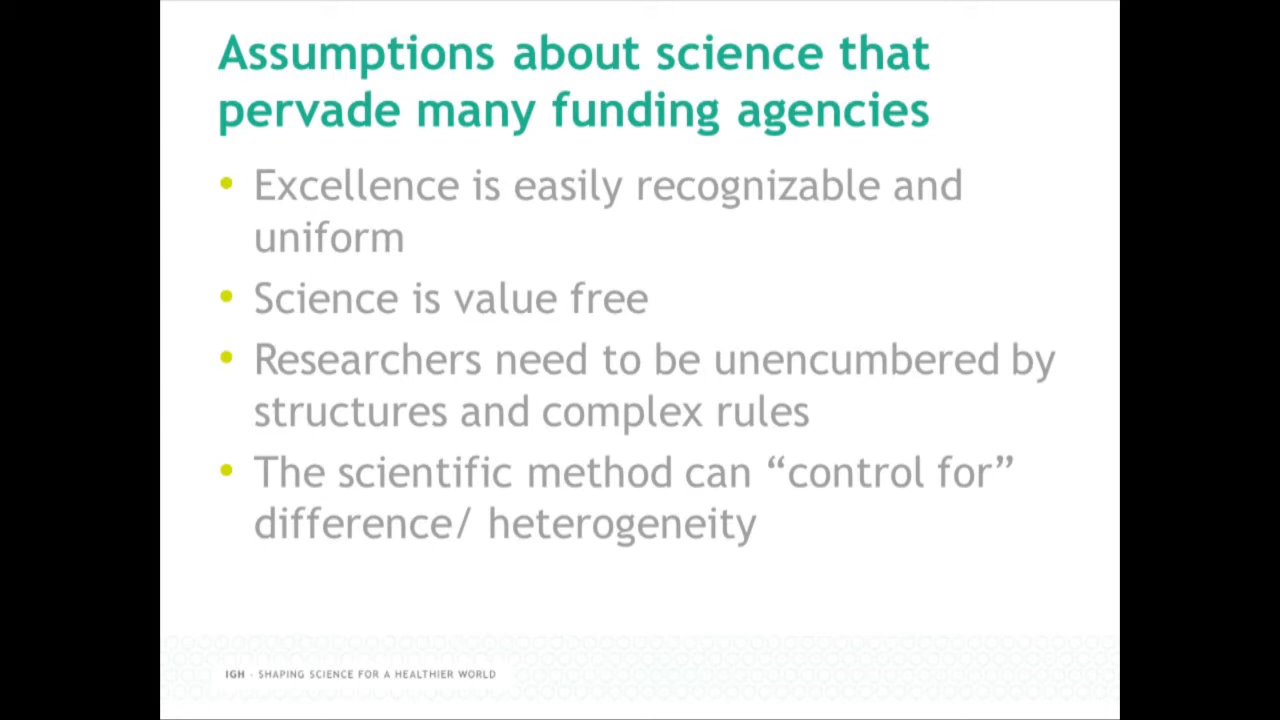 Assumptions about science that
pervade many funding agencies
• Excellence is easily recognizable and
uniform
• Science is value free
• Researchers need to be unencumbered by
structures and complex rules
• The scientific method can “control for”
difference/ heterogeneity
IGH - SHAPING SCIENCE FOR A HEALTHIER WORLD